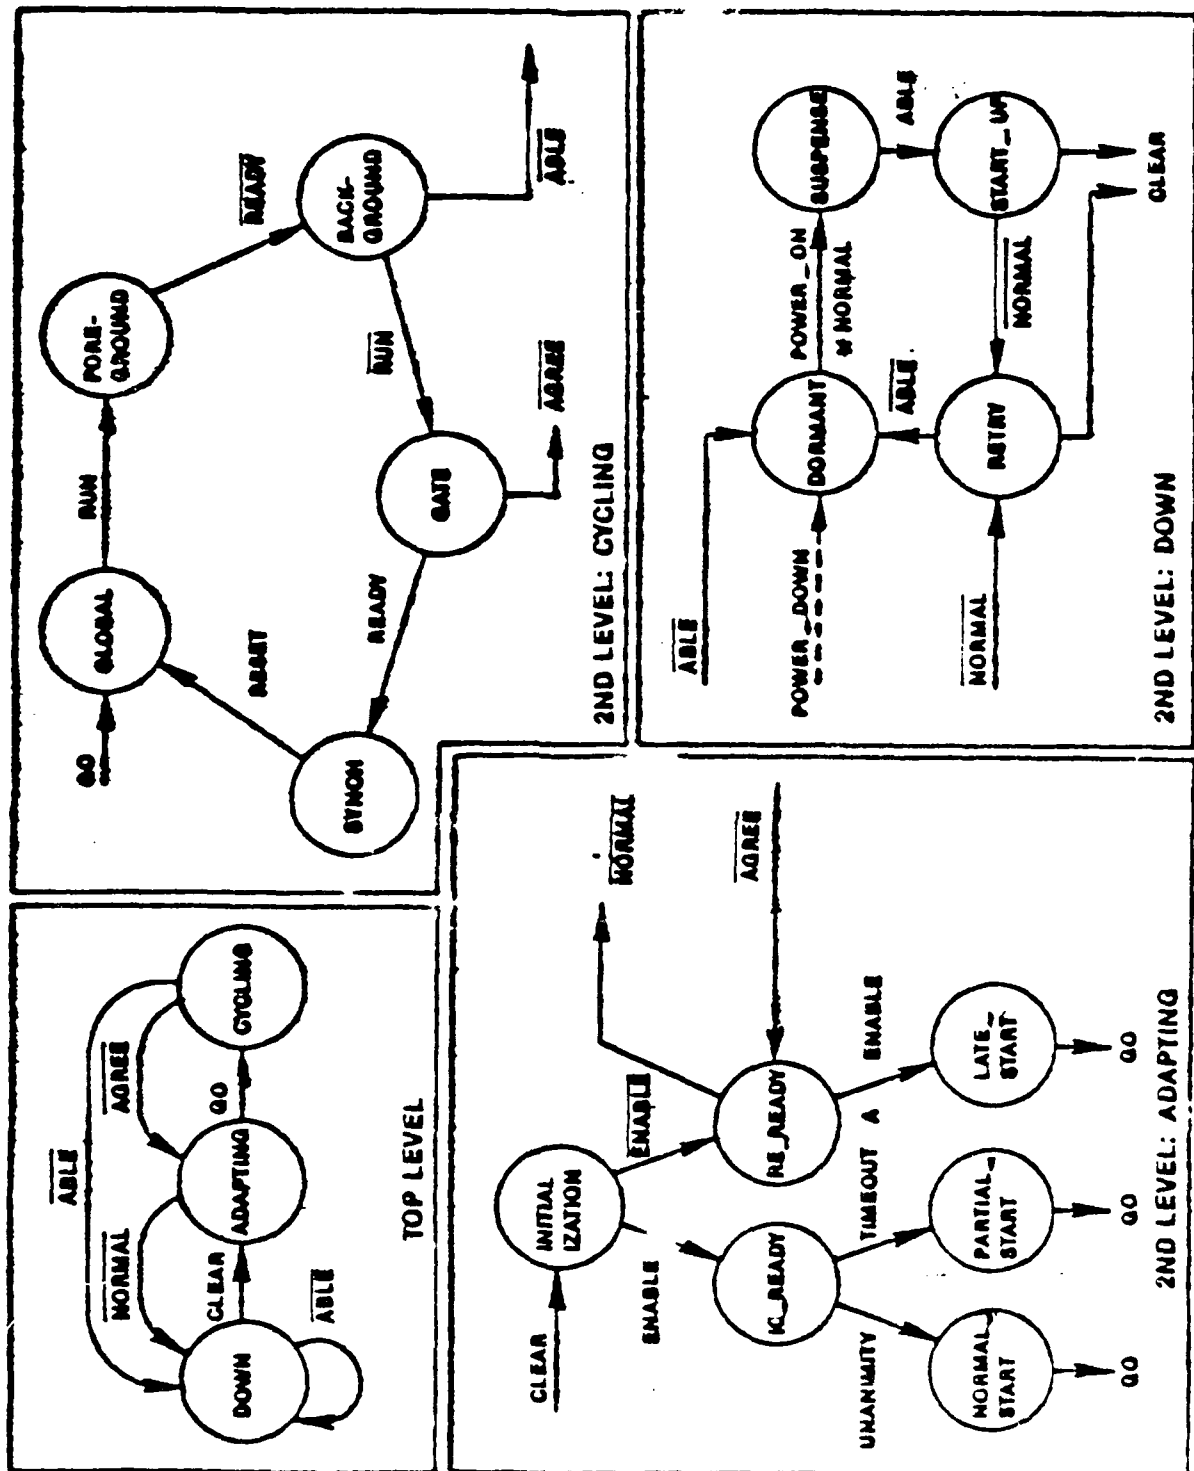 ABLE
NORMAL
AGREE
DOWN
CLEAR
ADAPTING
GO
CYCLING
ABLE
TOP LEVEL
GO
GLOBAL
RUN
FORE-
GROUND
READY
RESET
SYNCH
READY
GATE
RUN
BACK-
GROUND
AGREE
ABLE
2ND LEVEL: CYCLING
CLEAR
INITIAL
IZATION
NORMAL
ENABLE
ENABLE
AGREE
IC_READY
RE_READY
UNANIMITY
TIMEOUT A
ENABLE
NORMAL_
START
PARTIAL_
START
LATE_
START
GO
GO
GO
2ND LEVEL: ADAPTING
ABLE
POWER_DOWN
DORMANT
POWER_ON
NORMAL
SUSPENSE
ABLE
ABLE
NORMAL
RETRY
NORMAL
START_UP
CLEAR
2ND LEVEL: DOWN